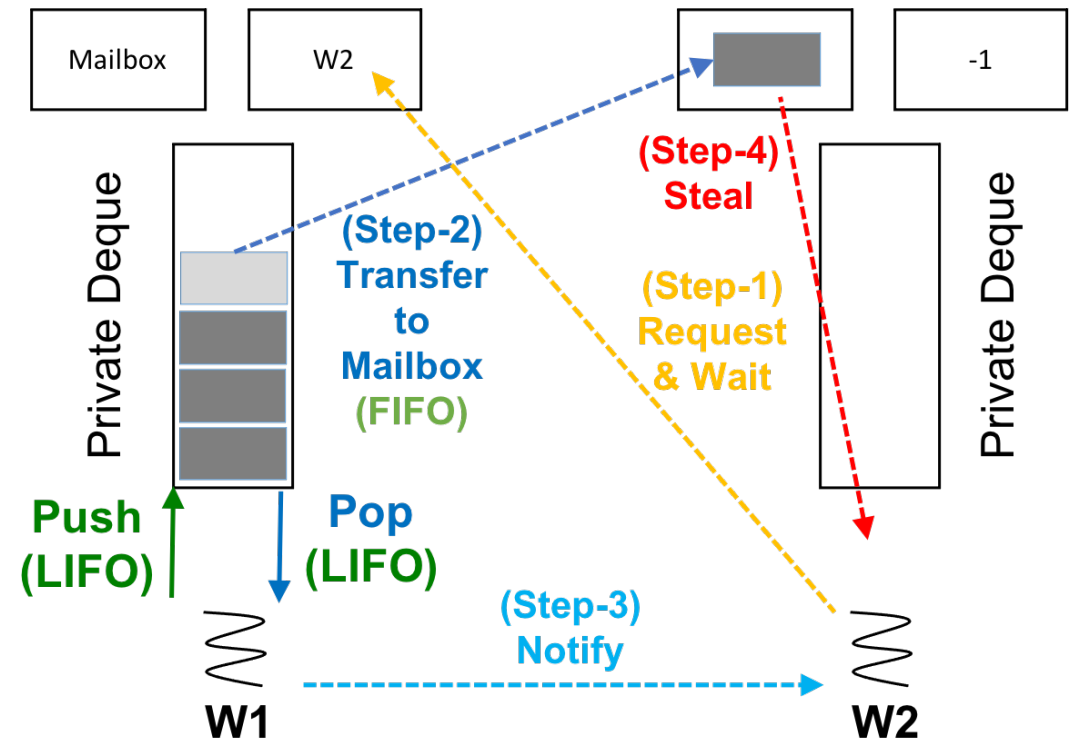 Mailbox
W2
-1
Private Deque
(Step-2)
Transfer
to
Mailbox
(FIFO)
(Step-4)
Steal
(Step-1)
Request
& Wait
Private Deque
Push
(LIFO)
Pop
(LIFO)
(Step-3)
Notify
W1
W2